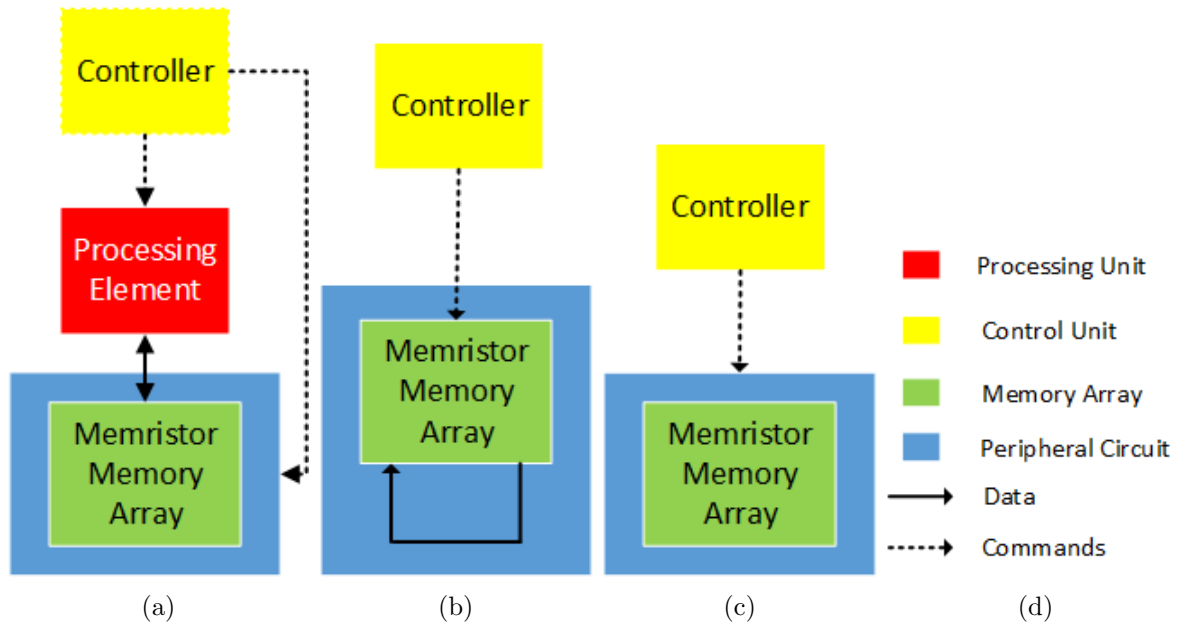 Controller
Processing
Element
Memristor
Memory
Array
(a)
Controller
Memristor
Memory
Array
(b)
Controller
Memristor
Memory
Array
(c)
Processing Unit
Control Unit
Memory Array
Peripheral Circuit
Data
Commands
(d)